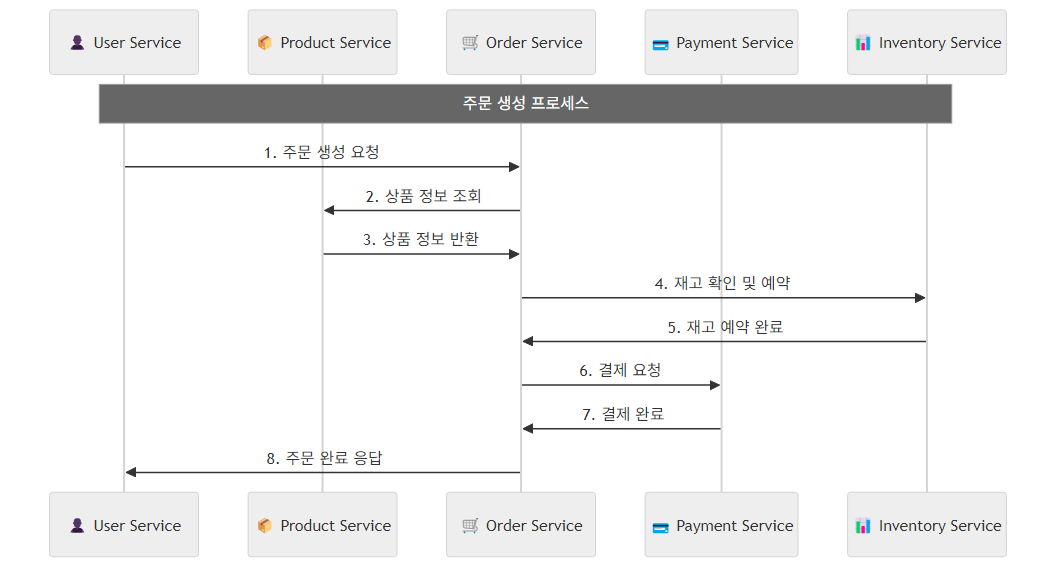 👤 User Service
📦 Product Service
🛒 Order Service
💳 Payment Service
📊 Inventory Service
주문 생성 프로세스
1. 주문 생성 요청
2. 상품 정보 조회
3. 상품 정보 반환
4. 재고 확인 및 예약
5. 재고 예약 완료
6. 결제 요청
7. 결제 완료
8. 주문 완료 응답
👤 User Service
📦 Product Service
🛒 Order Service
💳 Payment Service
📊 Inventory Service